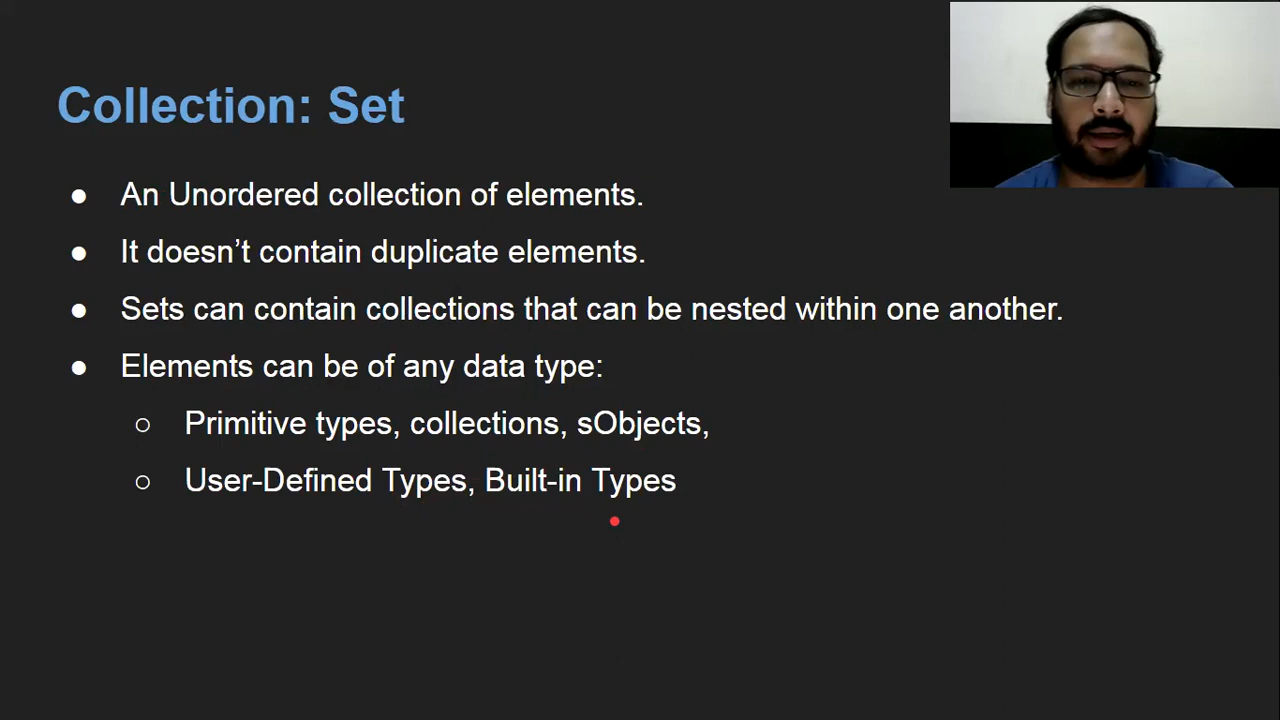 Collection: Set
● An Unordered collection of elements.
● It doesn’t contain duplicate elements.
● Sets can contain collections that can be nested within one another.
● Elements can be of any data type:
○ Primitive types, collections, sObjects,
○ User-Defined Types, Built-in Types